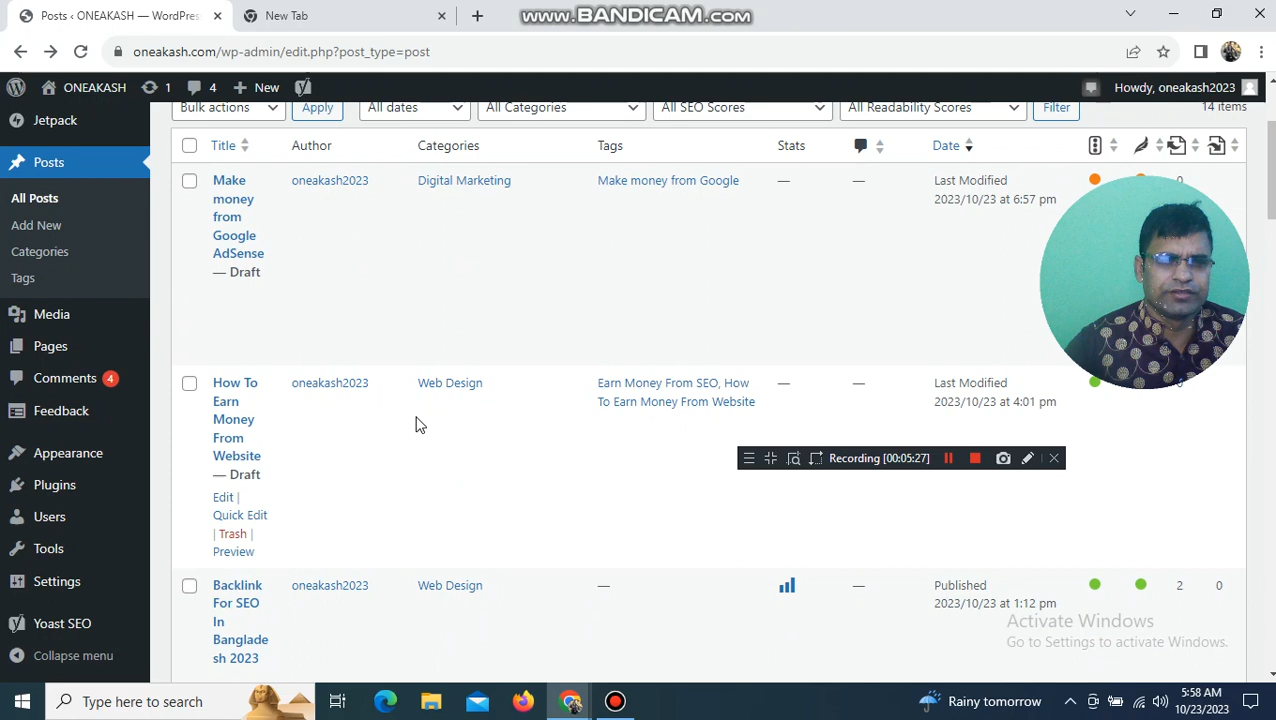 Posts ‹ ONEAKASH — WordPres
New Tab
www.BANDICAM.com
oneakash.com/wp-admin/edit.php?post_type=post
ONEAKASH
1
4
New
Howdy, oneakash2023
Jetpack
Posts
All Posts
Add New
Categories
Tags
Media
Pages
Comments 4
Feedback
Appearance
Plugins
Users
Tools
Settings
Yoast SEO
Collapse menu
Bulk actions
Apply
All dates
All Categories
All SEO Scores
All Readability Scores
Filter
14 items
Title
Author
Categories
Tags
Stats
Date
Make
money
from
Google
AdSense
— Draft
oneakash2023
Digital Marketing
Make money from Google
—
—
Last Modified
2023/10/23 at 6:57 pm
0
How To
Earn
Money
From
Website
— Draft
Edit |
Quick Edit
| Trash |
Preview
oneakash2023
Web Design
Earn Money From SEO, How
To Earn Money From Website
—
—
Last Modified
2023/10/23 at 4:01 pm
Recording [00:05:27]
Backlink
For SEO
In
Banglade
sh 2023
oneakash2023
Web Design
—
—
Published
2023/10/23 at 1:12 pm
2
0
Activate Windows
Go to Settings to activate Windows.
Type here to search
Rainy tomorrow
5:58 AM
10/23/2023